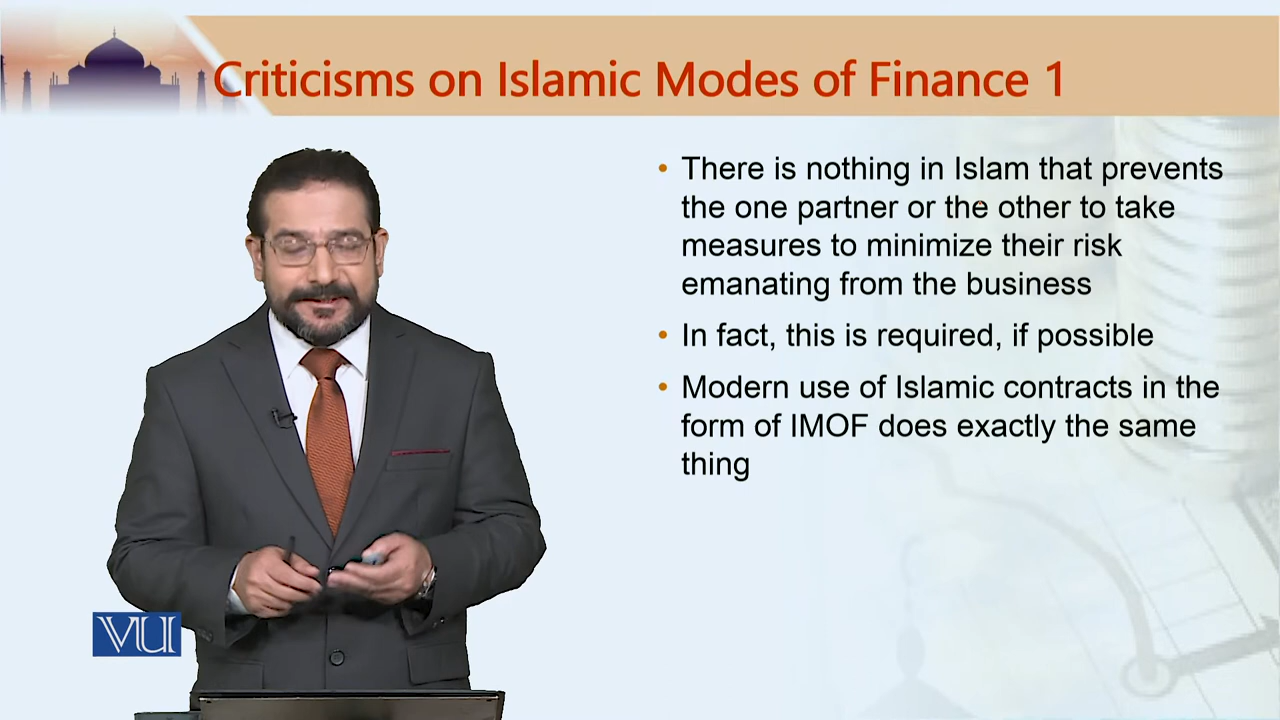 Criticisms on Islamic Modes of Finance 1
• There is nothing in Islam that prevents
the one partner or the other to take
measures to minimize their risk
emanating from the business
• In fact, this is required, if possible
• Modern use of Islamic contracts in the
form of IMOF does exactly the same
thing
VU